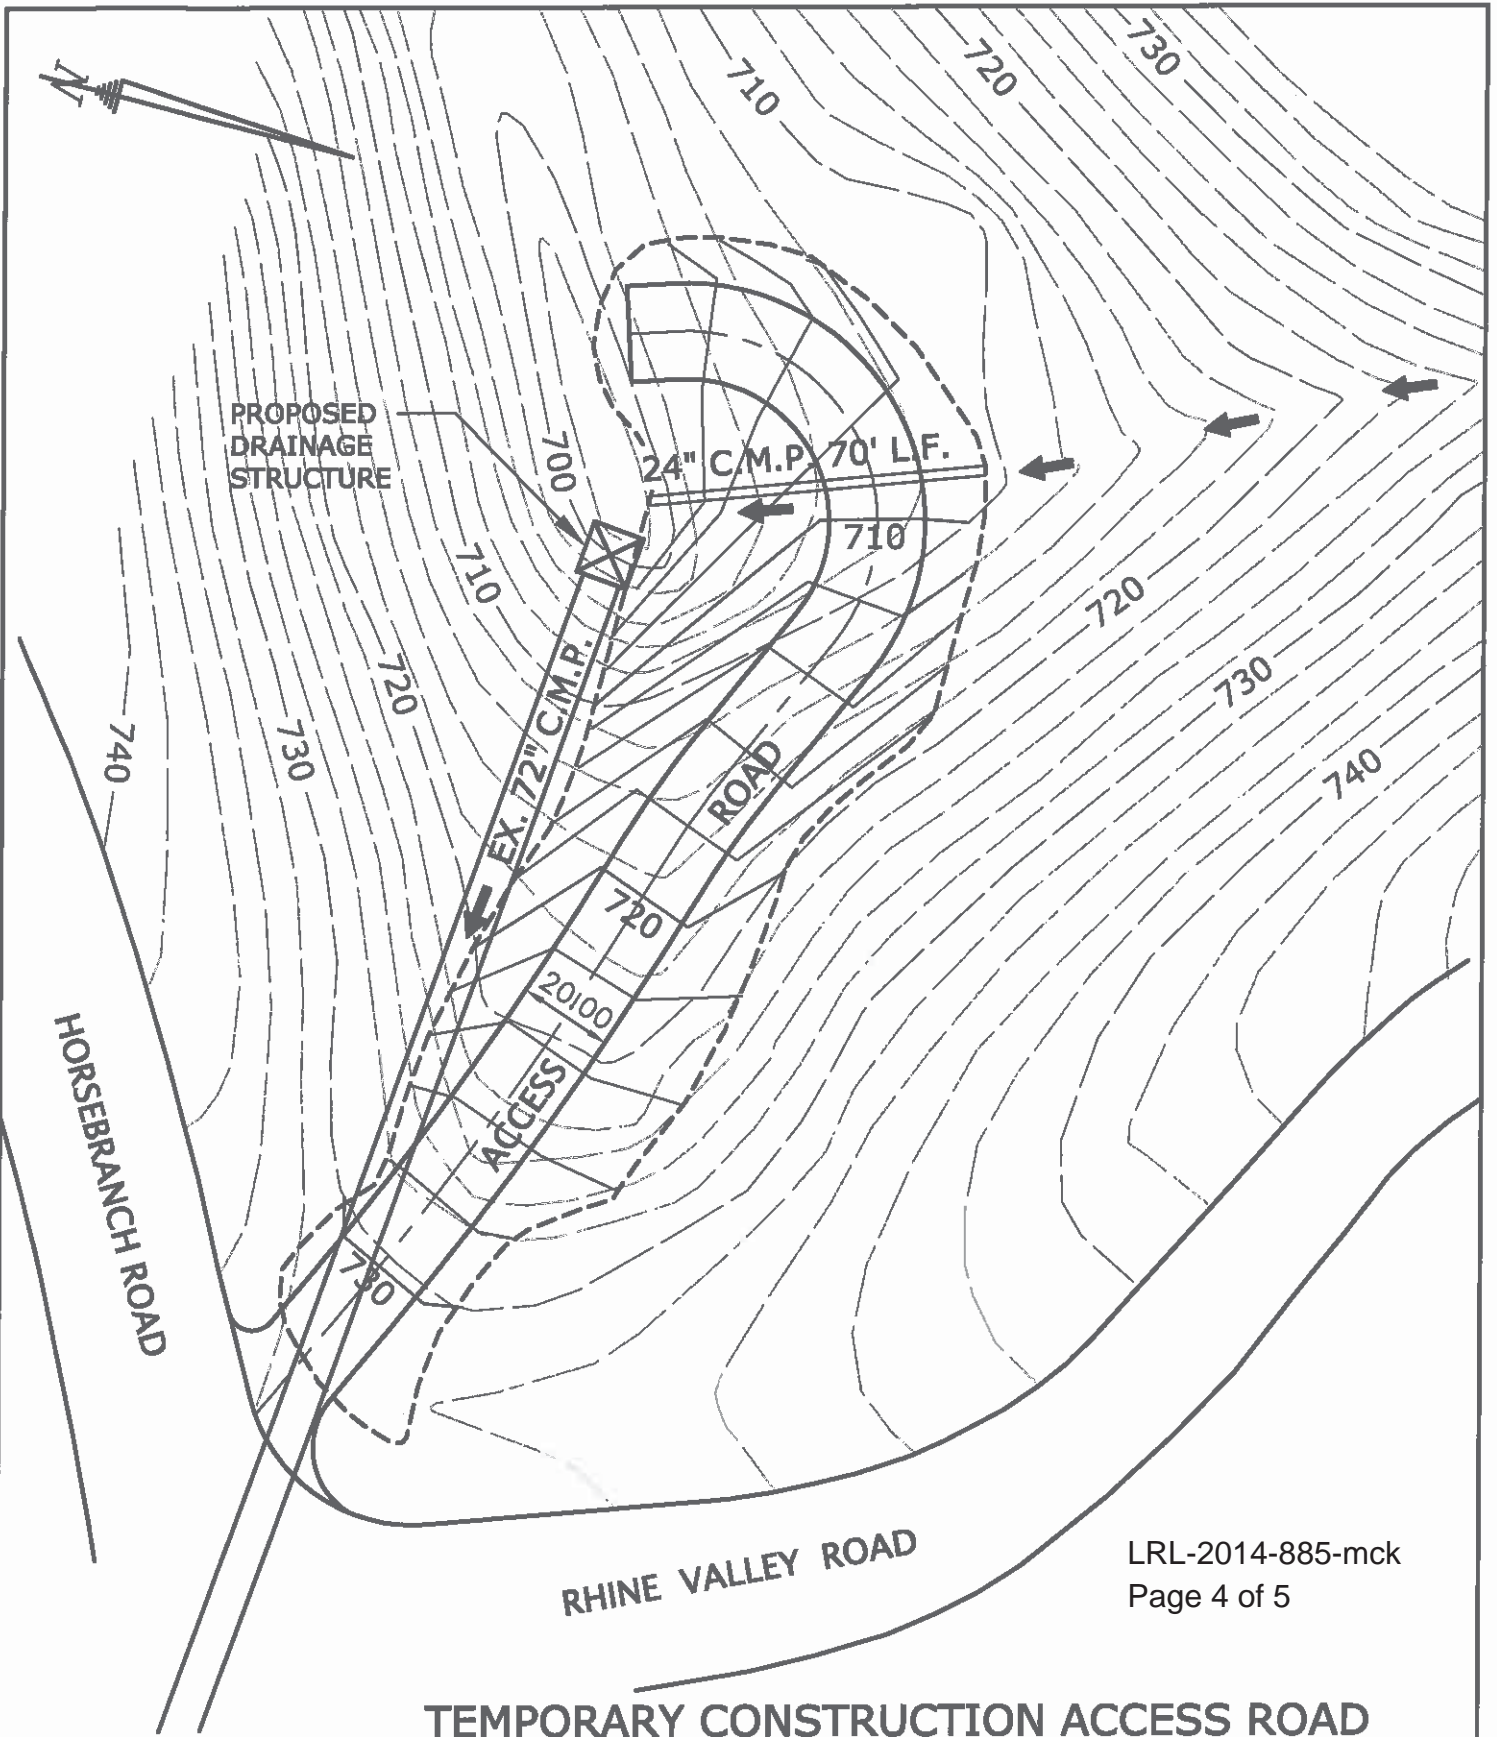 N
730
720
710
PROPOSED
DRAINAGE
STRUCTURE
700
24" C.M.P. 70' L.F.
710
710
720
720
730
740
730
740
EX. 72" C.M.P.
ROAD
720
20.00
ACCESS
730
HORSEBRANCH ROAD
RHINE VALLEY ROAD
LRL-2014-885-mck
Page 4 of 5
TEMPORARY CONSTRUCTION ACCESS ROAD